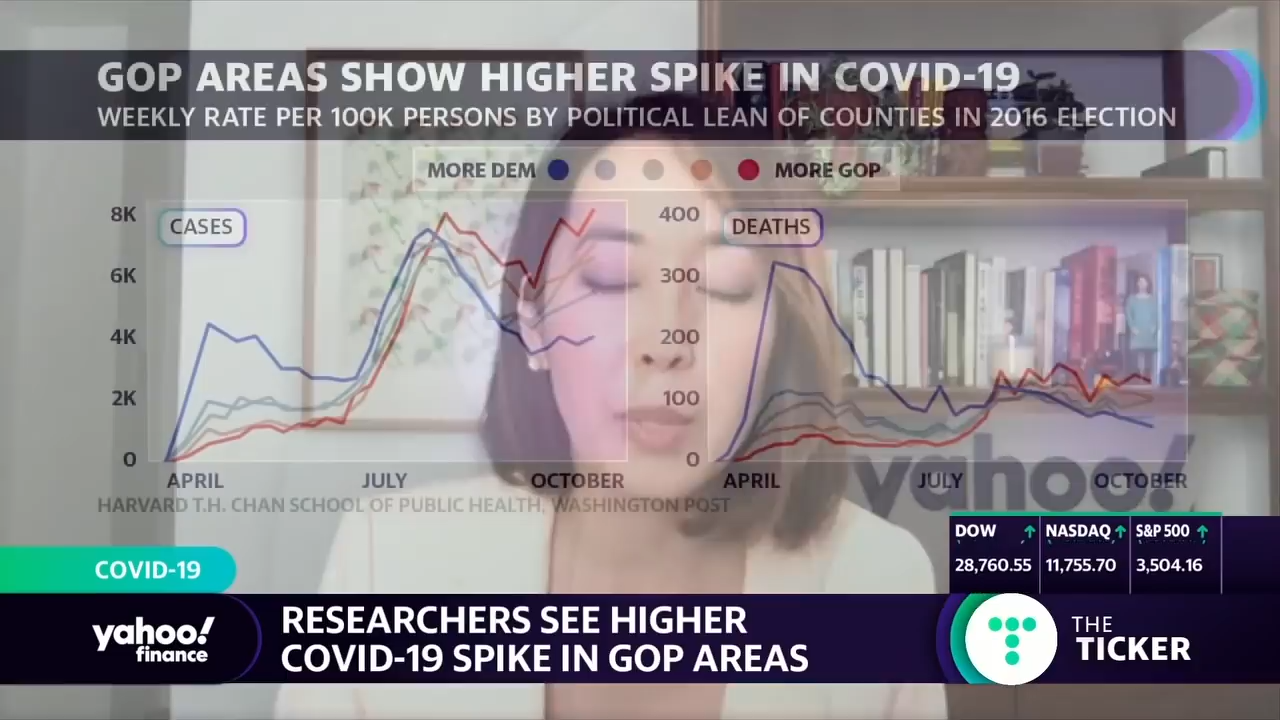 GOP AREAS SHOW HIGHER SPIKE IN COVID-19
WEEKLY RATE PER 100K PERSONS BY POLITICAL LEAN OF COUNTIES IN 2016 ELECTION
MORE DEM MORE GOP
CASES
8K
6K
4K
2K
0
APRIL JULY OCTOBER
DEATHS
400
300
200
100
0
APRIL JULY OCTOBER
HARVARD T.H. CHAN SCHOOL OF PUBLIC HEALTH, WASHINGTON POST
yahoo!
DOW NASDAQ S&P 500
28,760.55 11,755.70 3,504.16
COVID-19
yahoo!
finance
RESEARCHERS SEE HIGHER
COVID-19 SPIKE IN GOP AREAS
THE
TICKER